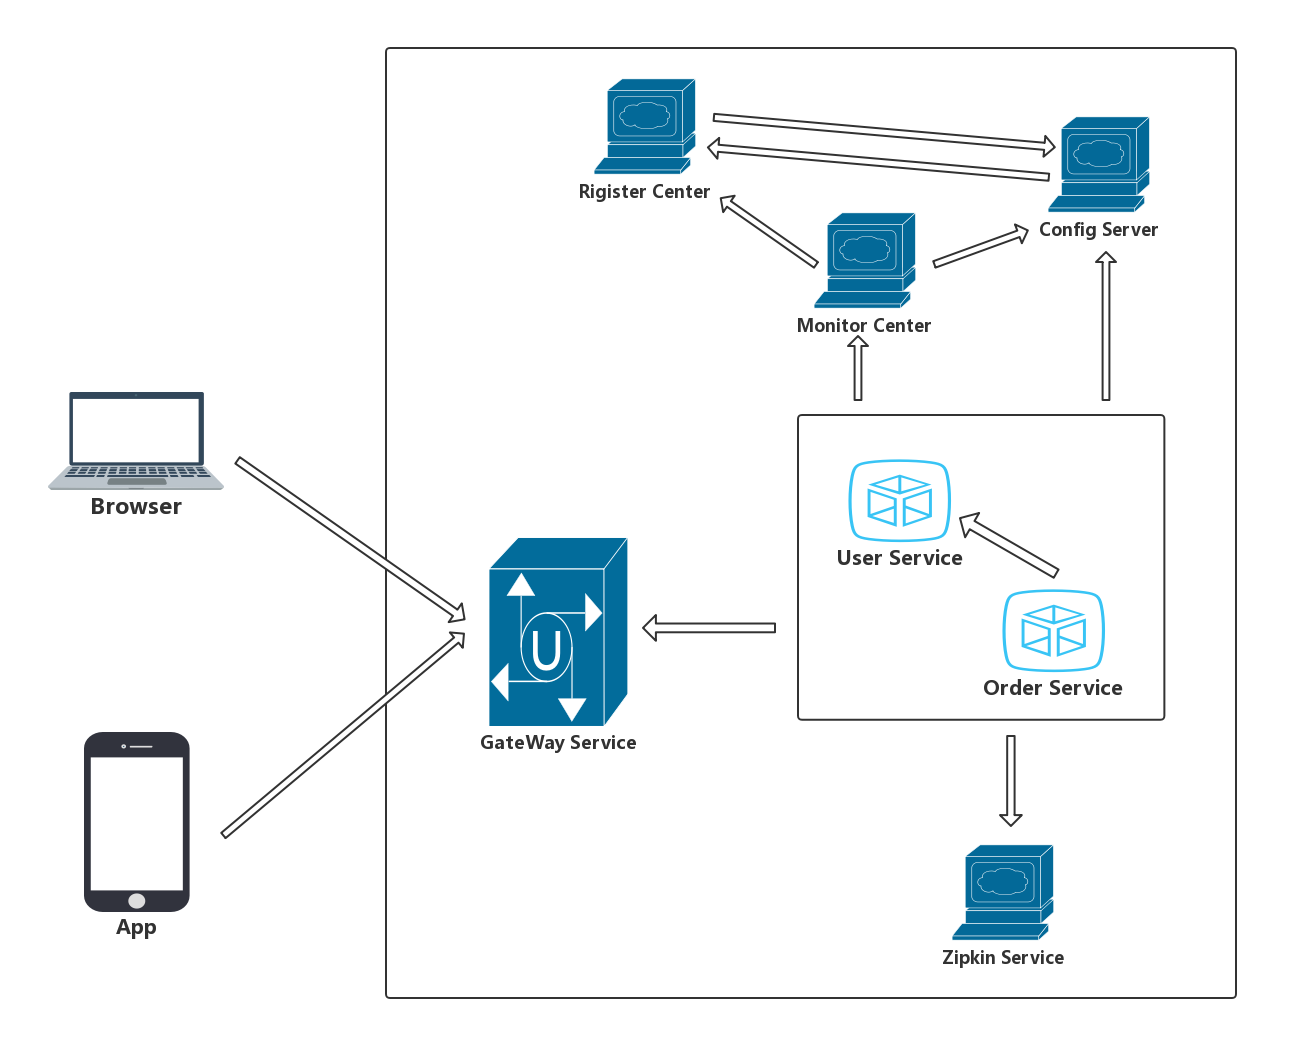 Rigister Center
Config Server
Monitor Center
Browser
User Service
U
Order Service
GateWay Service
App
Zipkin Service